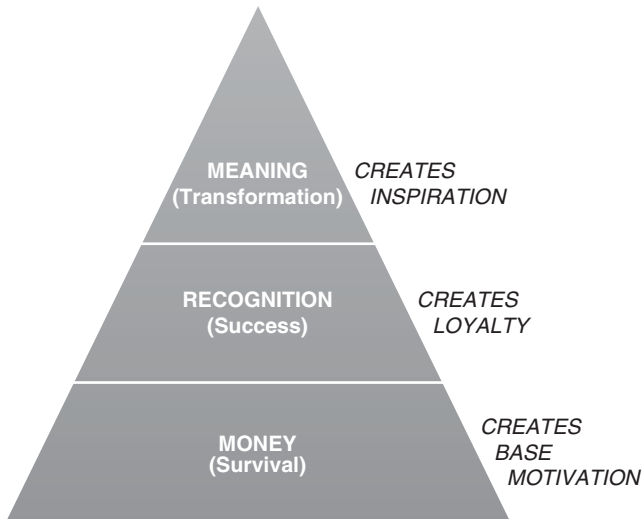 MEANING
(Transformation)
CREATES
INSPIRATION
RECOGNITION
(Success)
CREATES
LOYALTY
MONEY
(Survival)
CREATES
BASE
MOTIVATION